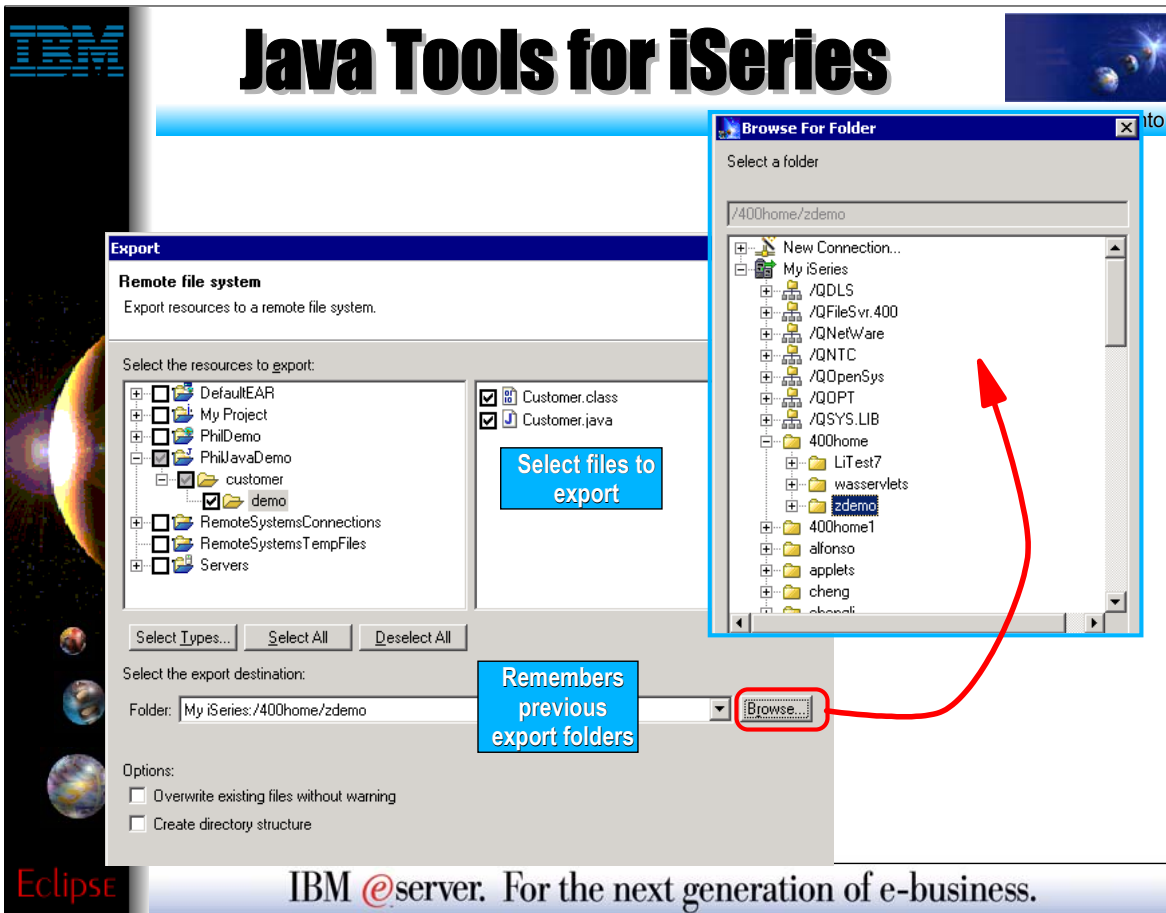 IBM
Java Tools for iSeries
nto
Export
Remote file system
Export resources to a remote file system.
Select the resources to export:
DefaultEAR
My Project
PhilDemo
PhilJavaDemo
customer
demo
RemoteSystemsConnections
RemoteSystemsTempFiles
Servers
Customer.class
Customer.java
Select files to
export
Select Types...
Select All
Deselect All
Select the export destination:
Folder:
My iSeries:/400home/zdemo
Remembers
previous
export folders
Browse...
Options:
Overwrite existing files without warning
Create directory structure
Browse For Folder
Select a folder
/400home/zdemo
New Connection...
My iSeries
/QDLS
/QFileSvr.400
/QNetWare
/QNTC
/QOpenSys
/QOPT
/QSYS.LIB
400home
LiTest7
wasservlets
zdemo
400home1
alfonso
applets
cheng
Eclipse
IBM @server. For the next generation of e-business.